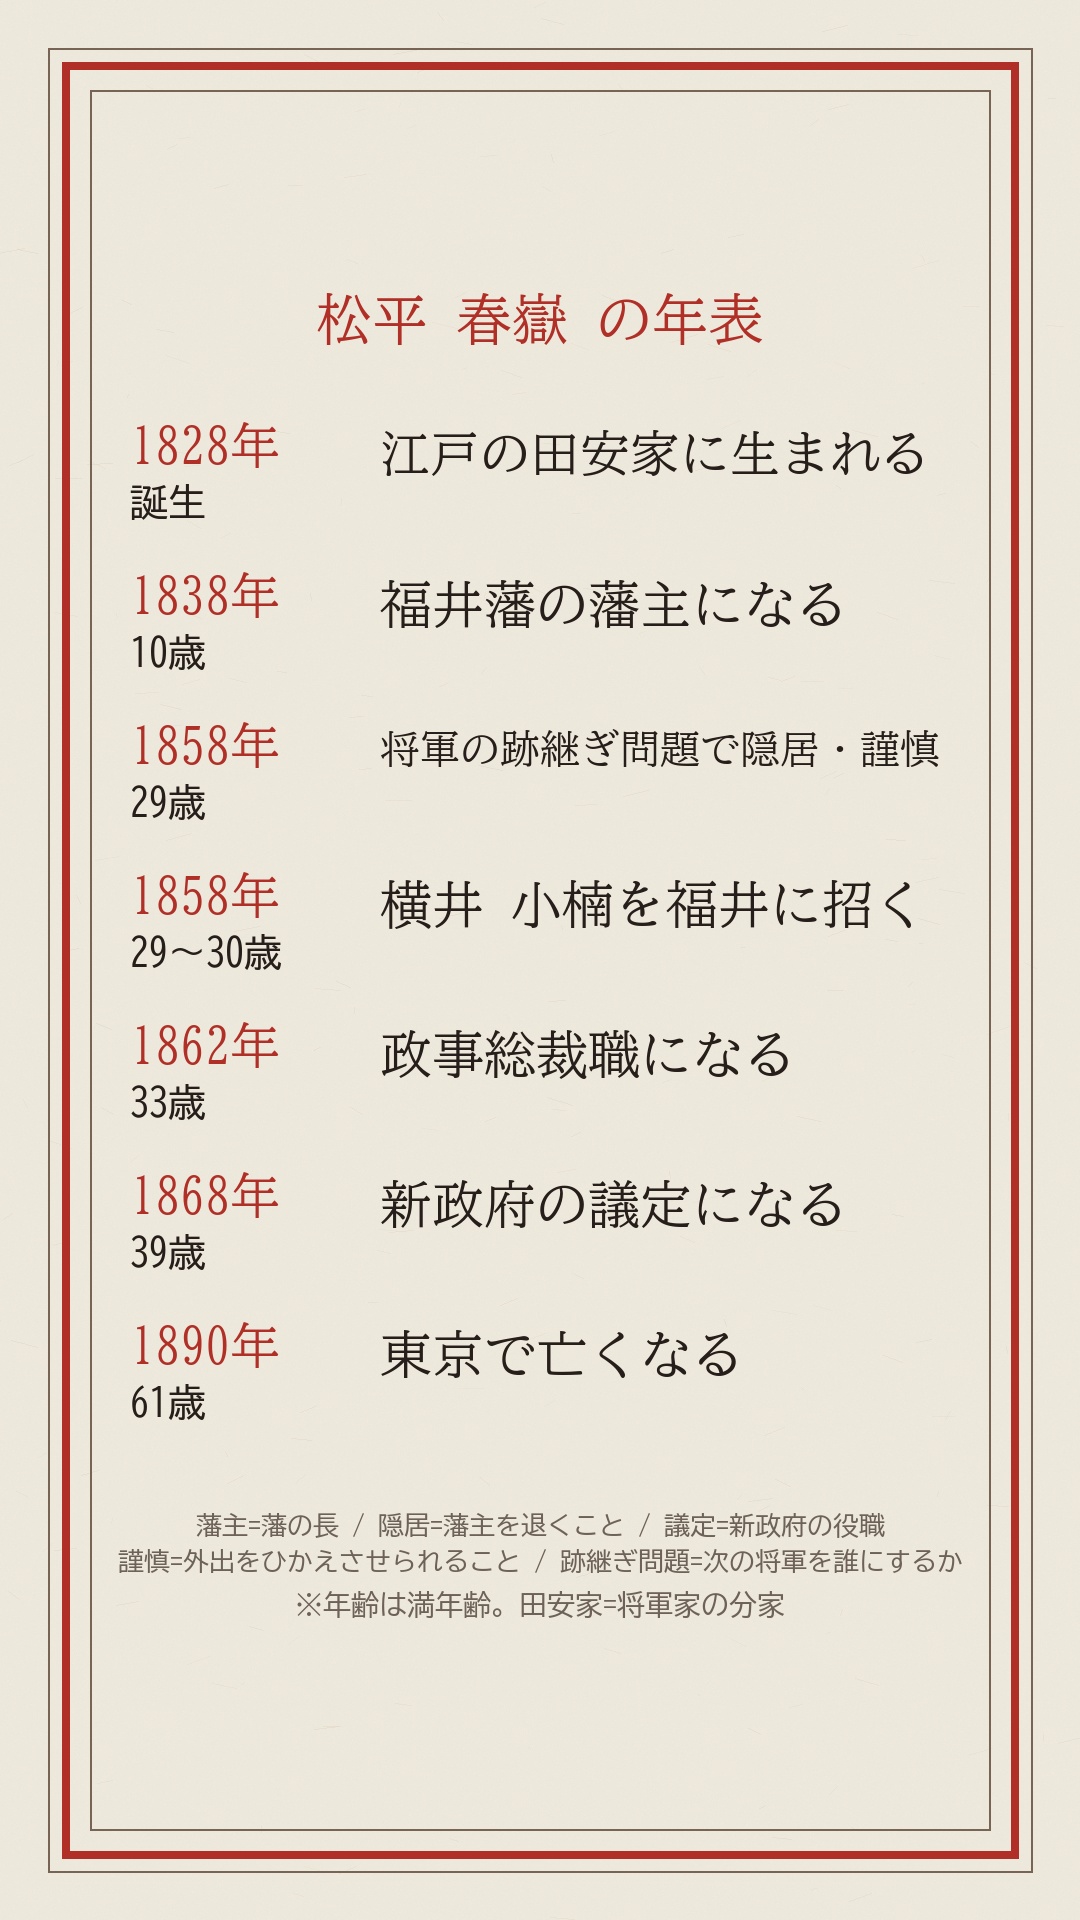 松平 春嶽 の年表
1828年 江戸の田安家に生まれる
誕生
1838年 福井藩の藩主になる
10歳
1858年 将軍の跡継ぎ問題で隠居・謹慎
29歳
1858年 横井 小楠を福井に招く
29〜30歳
1862年 政事総裁職になる
33歳
1868年 新政府の議定になる
39歳
1890年 東京で亡くなる
61歳
藩主=藩の長 / 隠居=藩主を退くこと / 議定=新政府の役職
謹慎=外出をひかえさせられること / 跡継ぎ問題=次の将軍を誰にするか
※年齢は満年齢。田安家=将軍家の分家